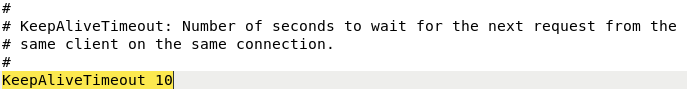 #
# KeepAliveTimeout: Number of seconds to wait for the next request from the
# same client on the same connection.
#
KeepAliveTimeout 10